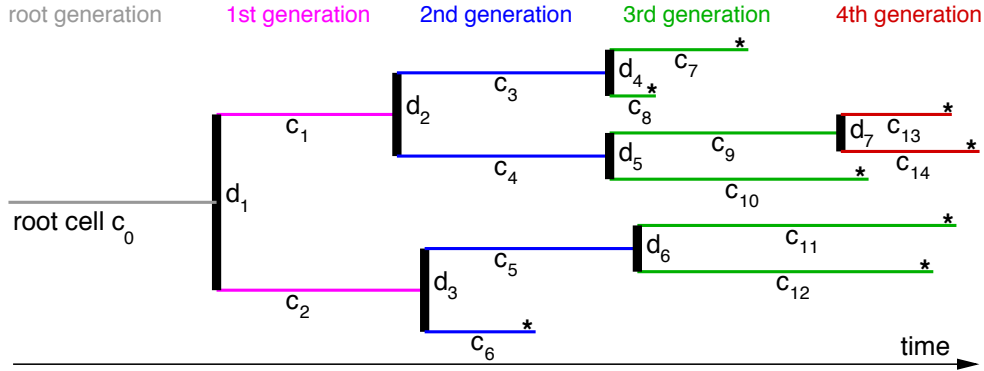 root generation 1st generation 2nd generation 3rd generation 4th generation
* c₇
d₄
c₃
* c₈
d₂
c₁
* c₁₃
d₇
c₉
* c₁₄
d₅
c₄
* c₁₀
d₁
root cell c₀
* c₁₁
d₆
c₅
* c₁₂
d₃
c₂
* c₆
time